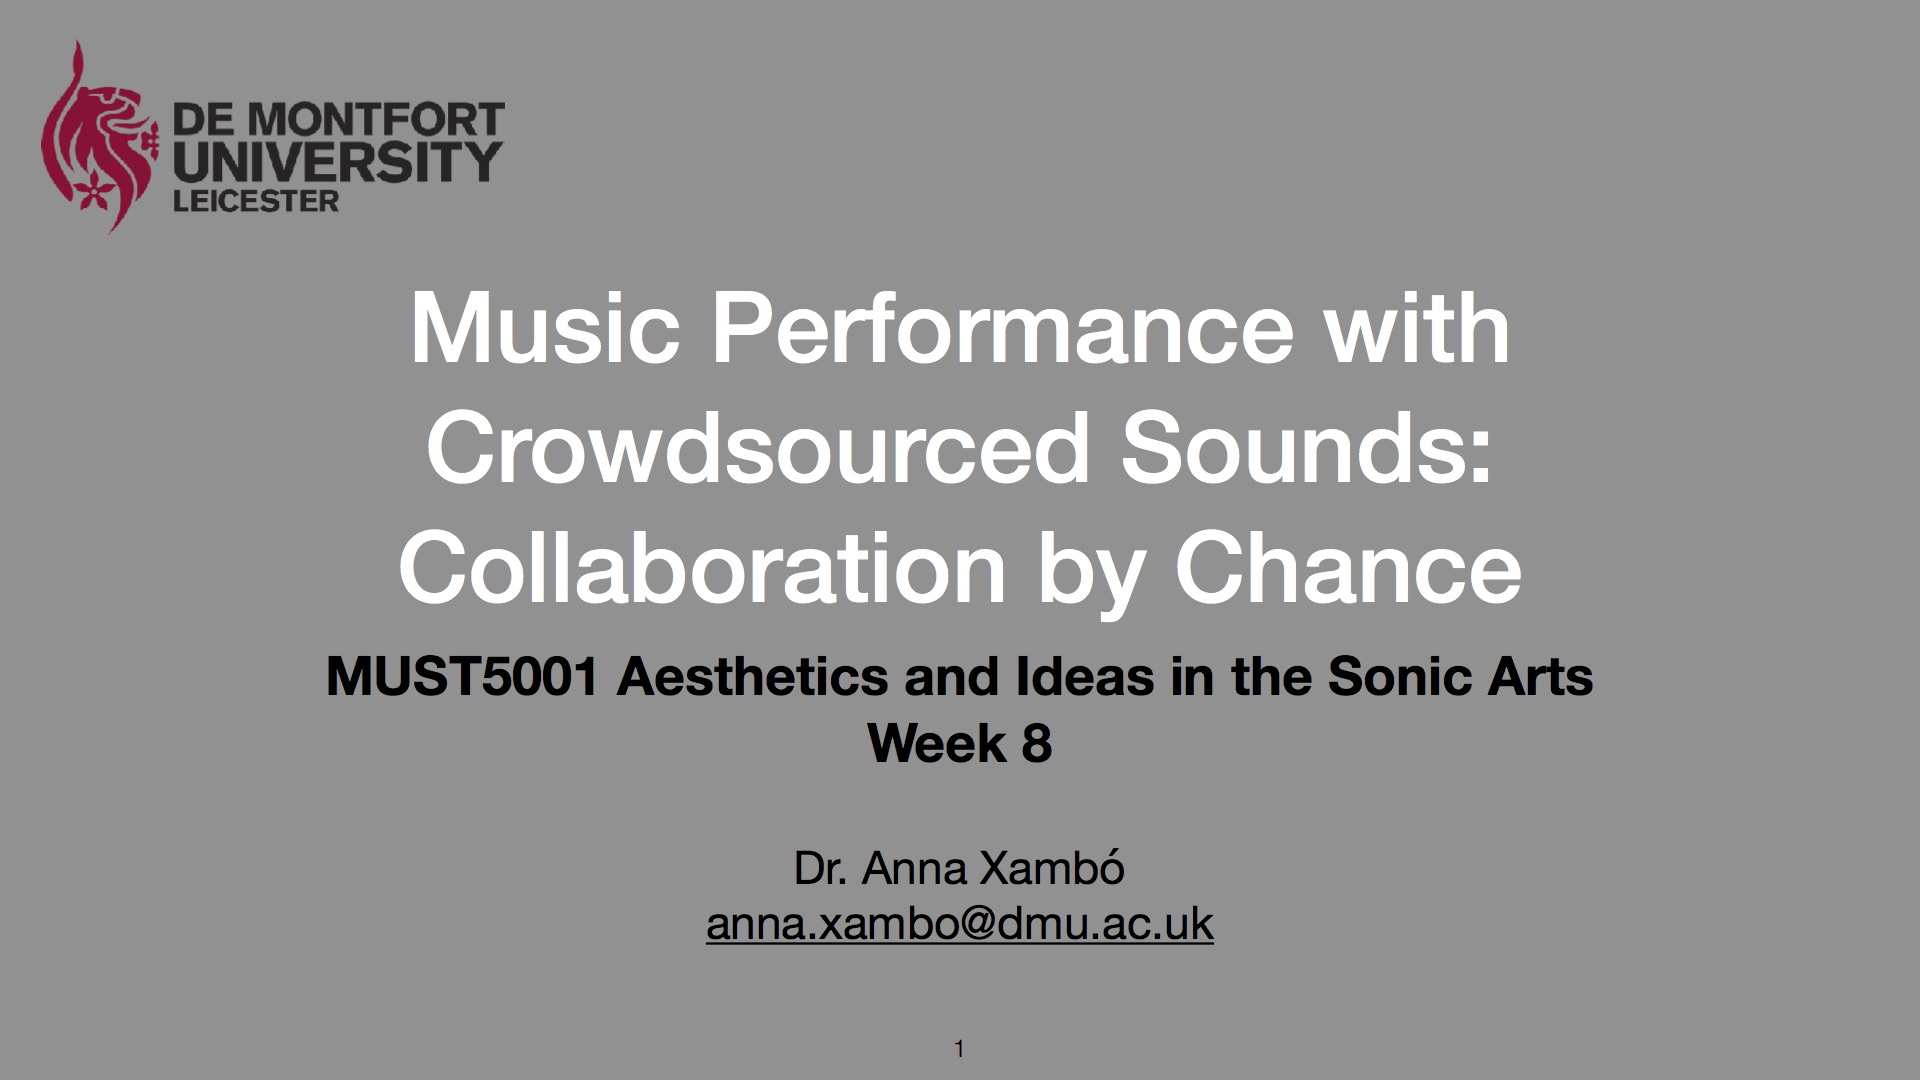 DE MONTFORT
UNIVERSITY
LEICESTER
Music Performance with
Crowdsourced Sounds:
Collaboration by Chance
MUST5001 Aesthetics and Ideas in the Sonic Arts
Week 8
Dr. Anna Xambó
anna.xambo@dmu.ac.uk
1